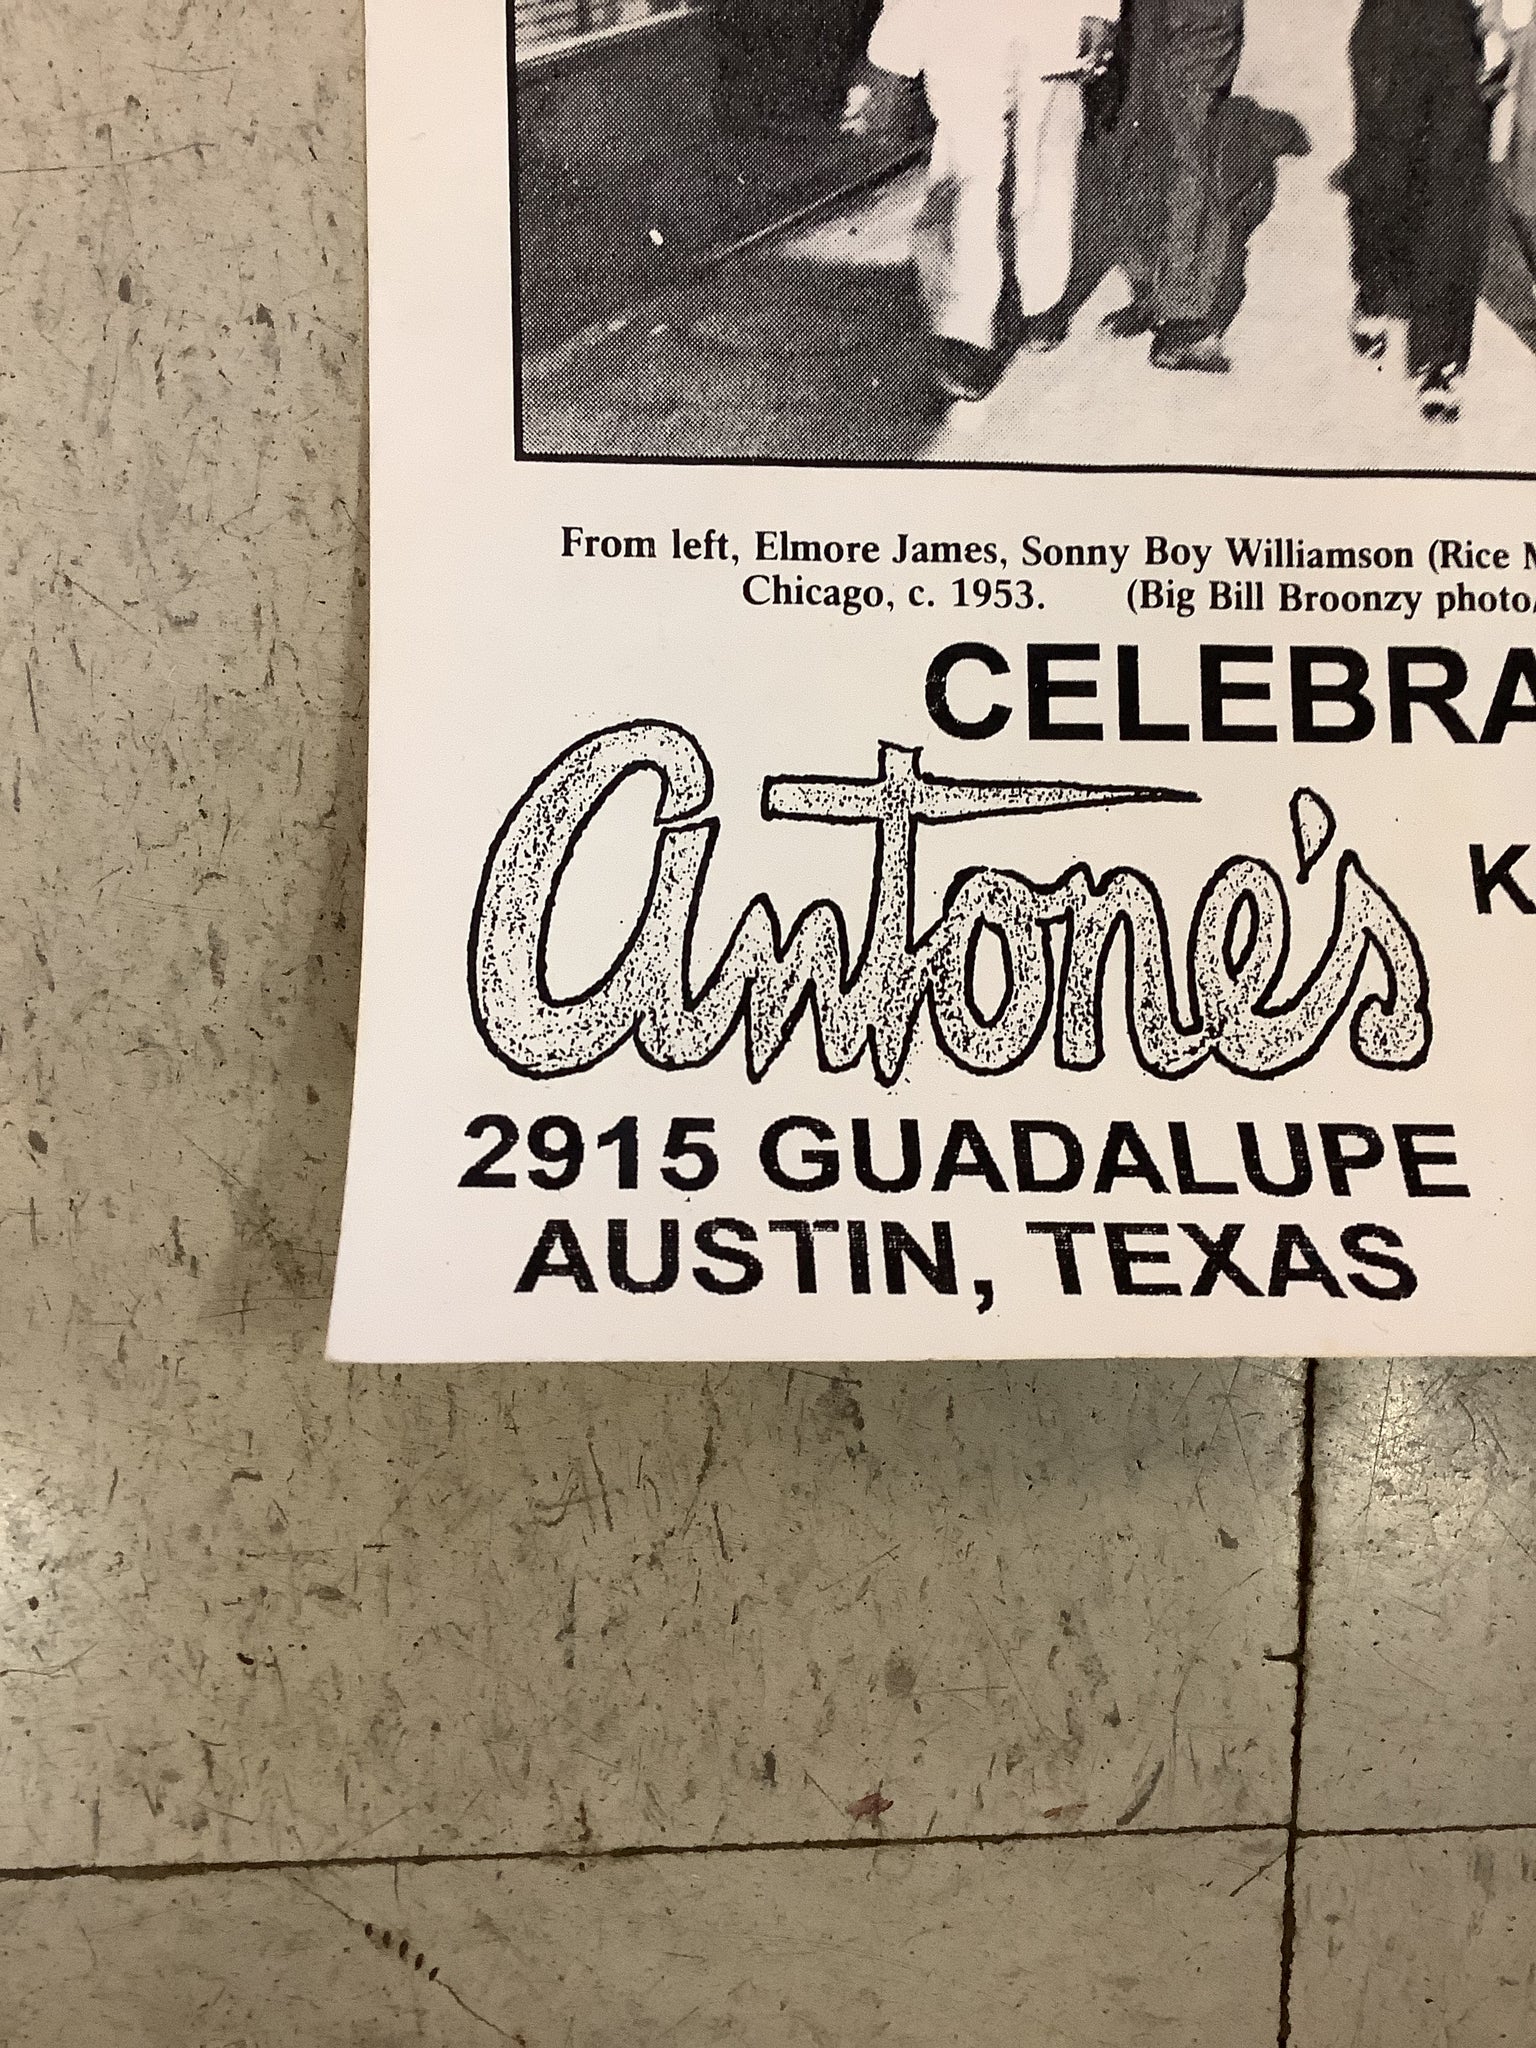 From left, Elmore James, Sonny Boy Williamson (Rice
Chicago, c. 1953. (Big Bill Broonzy photo/
CELEBRA
antone's
K
2915 GUADALUPE
AUSTIN, TEXAS